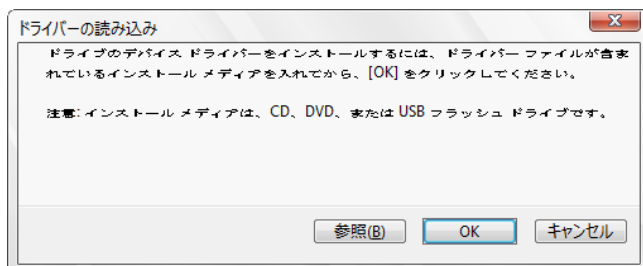 ドライバーの読み込み
ドライブのデバイス ドライバーをインストールするには、ドライバー ファイルが含ま
れているインストール メディアを入れてから、[OK] をクリックしてください。
注意: インストール メディアは、CD、DVD、または USB フラッシュ ドライブです。
参照(B) OK キャンセル